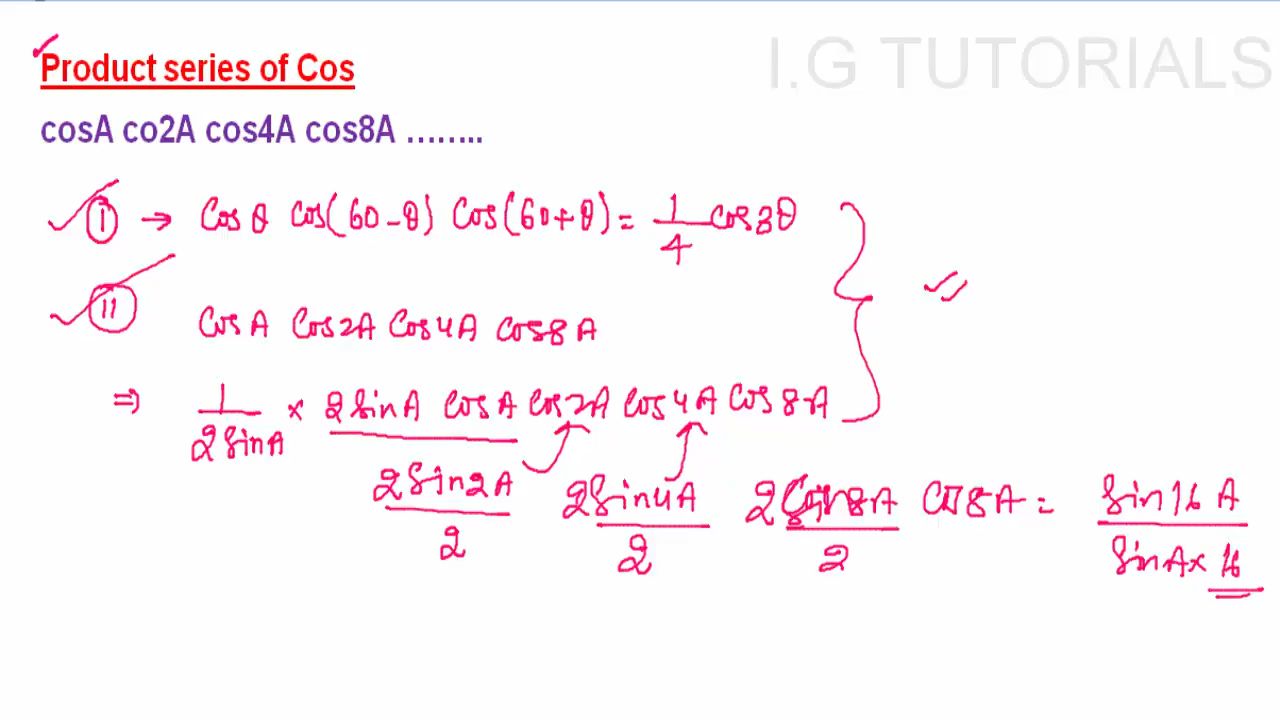 I.G TUTORIALS
Product series of Cos
cosA co2A cos4A cos8A ........
I → Cos θ cos(60-θ) Cos(60+θ) = 1/4 cos3θ
II
Cos A Cos2A Cos4A cos8A
⇒ 1/2sinA × 2sinA cosA cos2A cos4A cos8A
2sin2A/2 2sin4A/2 2sin8A/2 cos8A = sin16A/sinA×16